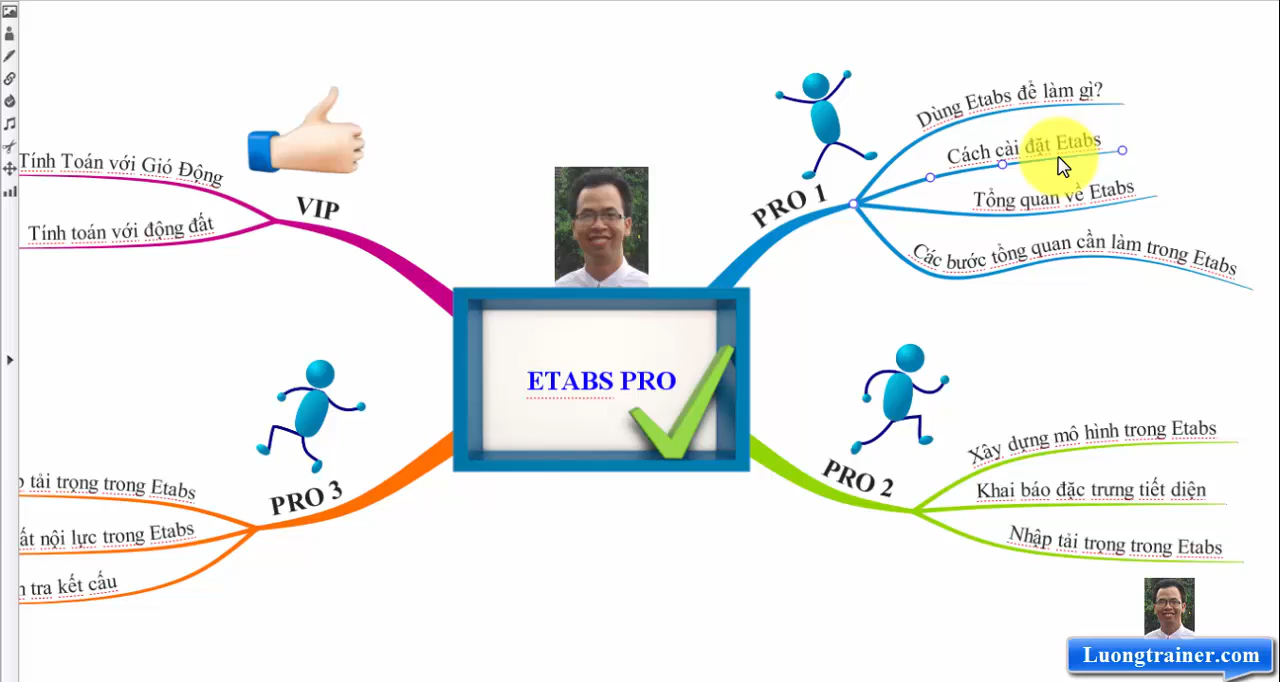 VIP
Tính Toán với Gió Động
Tính toán với động đất
PRO 1
Dùng Etabs để làm gì?
Cách cài đặt Etabs
Tổng quan về Etabs
Các bước tổng quan cần làm trong Etabs
ETABS PRO
PRO 3
tải trọng trong Etabs
nội lực trong Etabs
tra kết cấu
PRO 2
Xây dựng mô hình trong Etabs
Khai báo đặc trưng tiết diện
Nhập tải trọng trong Etabs
Luongtrainer.com